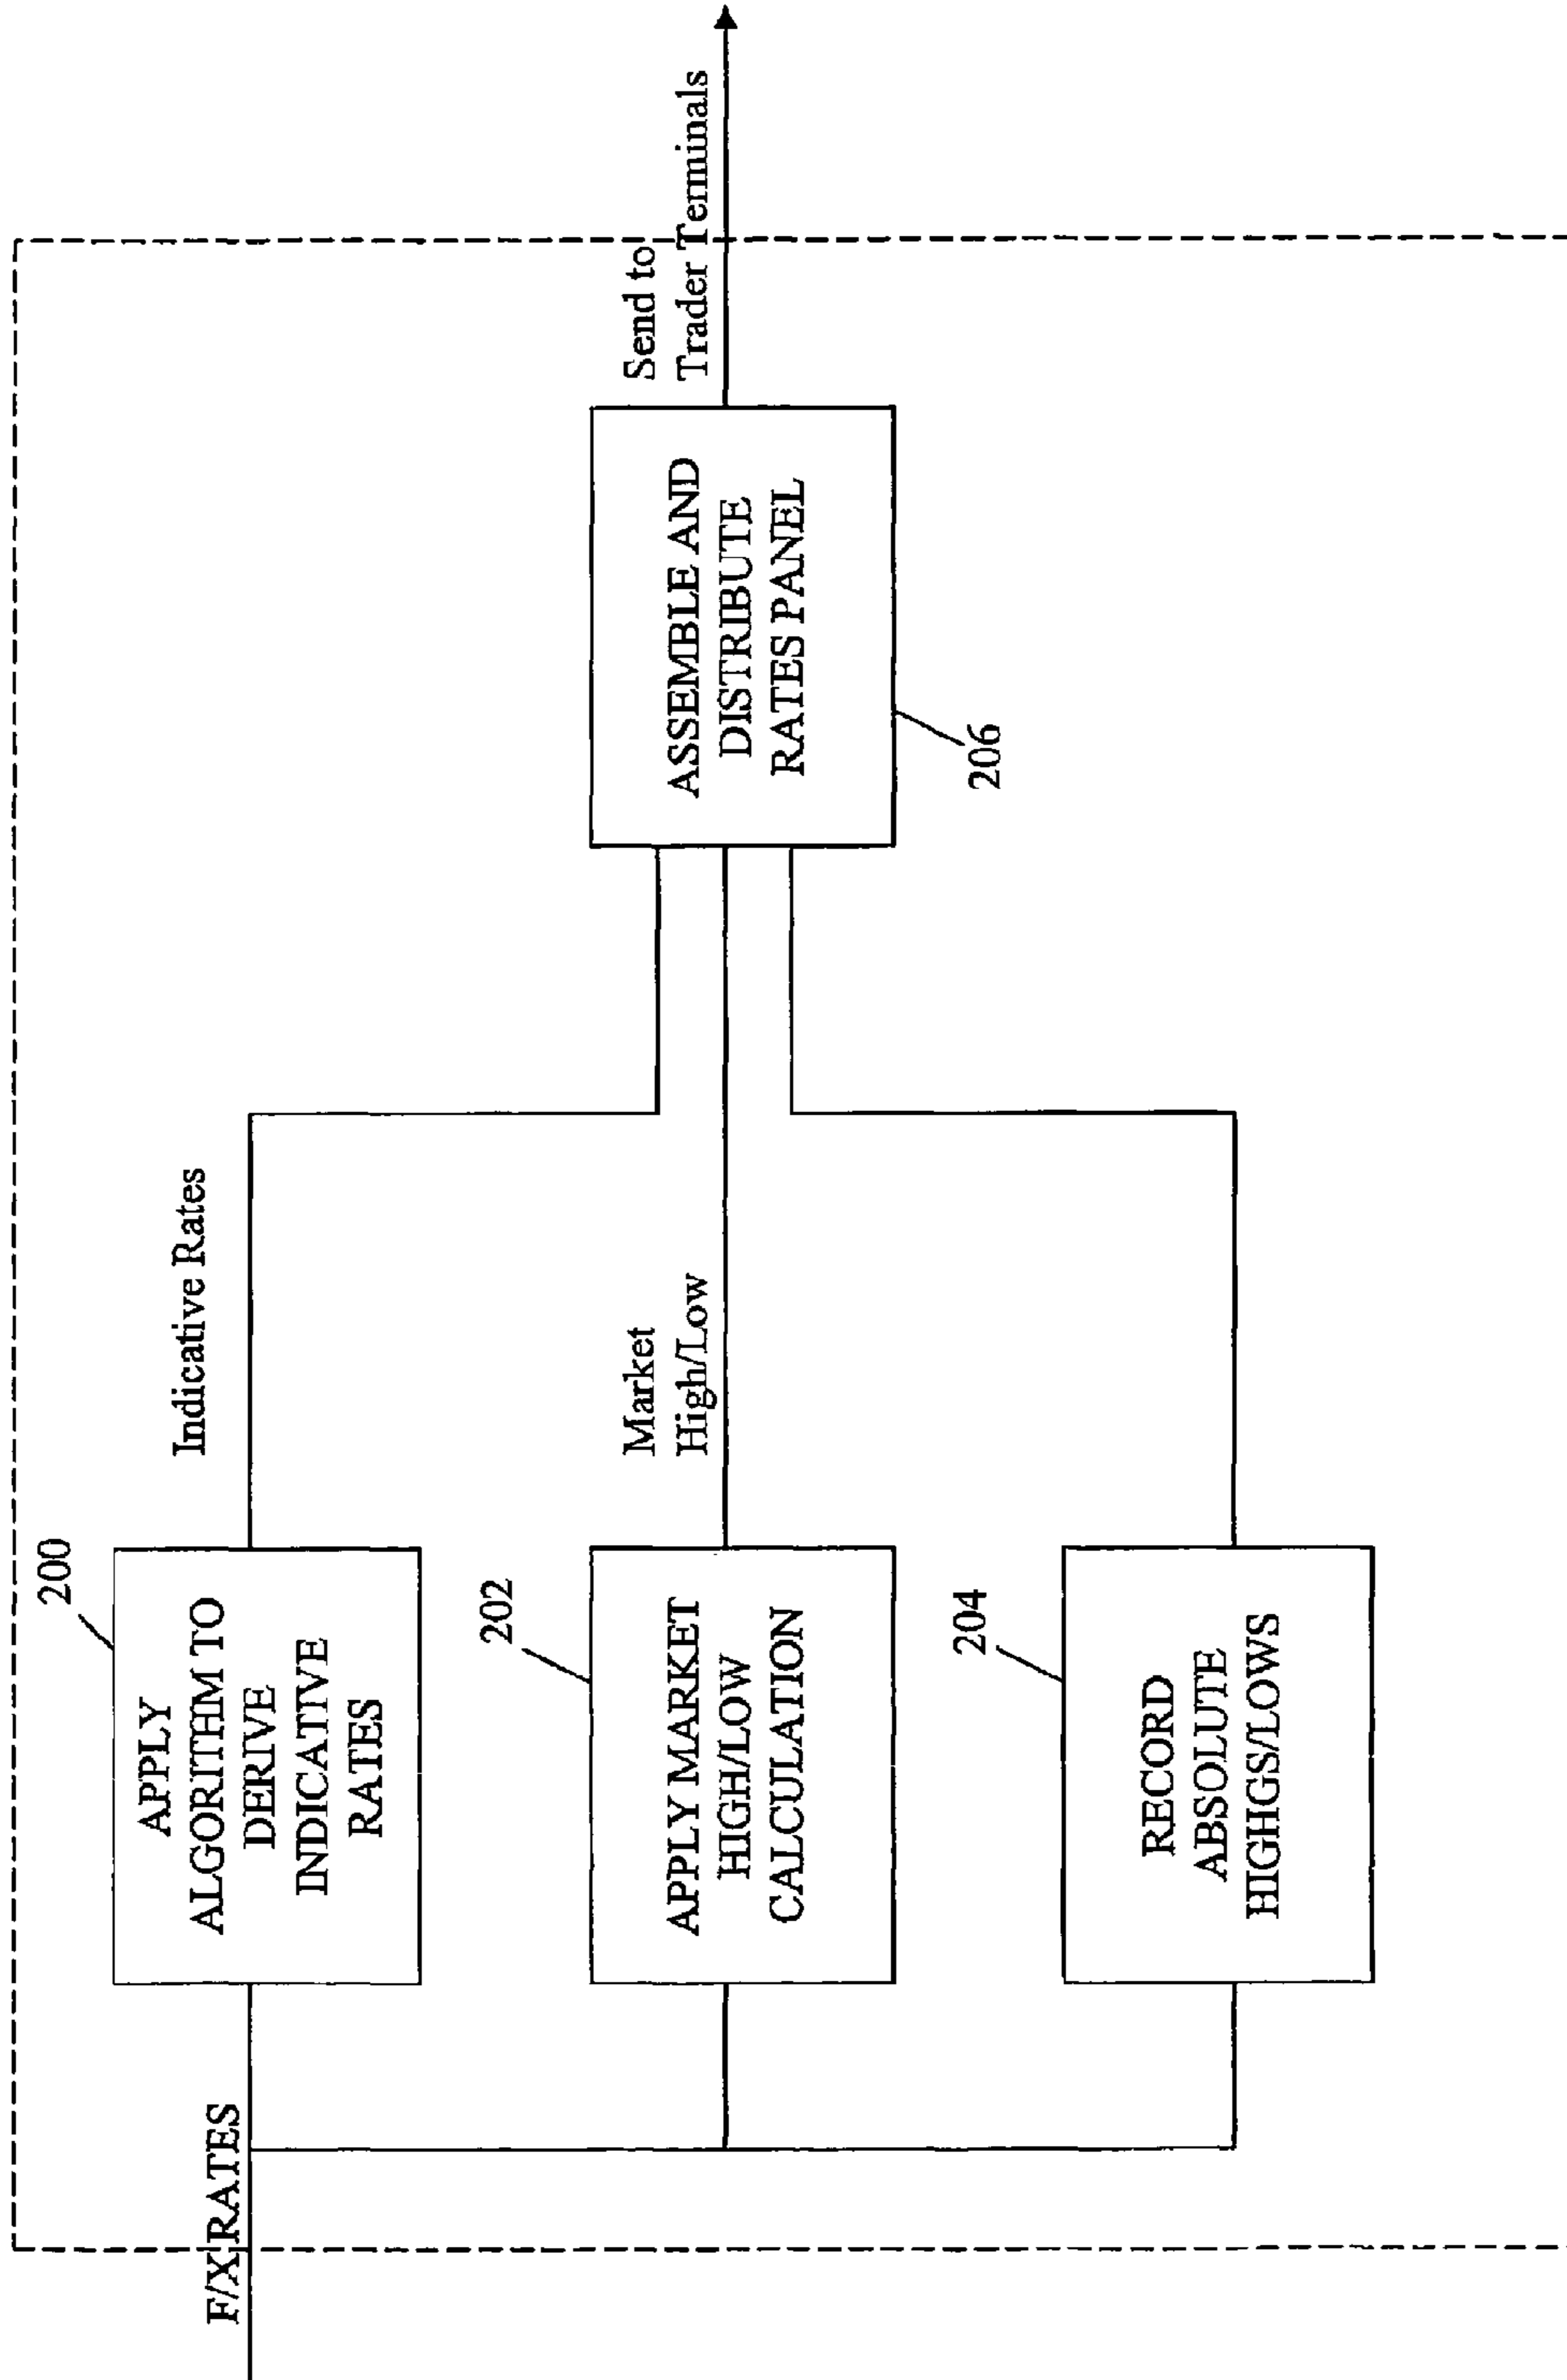 F/X RATES
200
APPLY
ALGORITHM TO
DERIVE
INDICATIVE
RATES
Indicative Rates
202
APPLY MARKET
HIGH/LOW
CALCULATION
Market
High/Low
204
RECORD
ABSOLUTE
HIGHGS/LOWS
ASSEMBLE AND
DISTRIBUTE
RATES PANEL
206
Send to
Trader Terminals